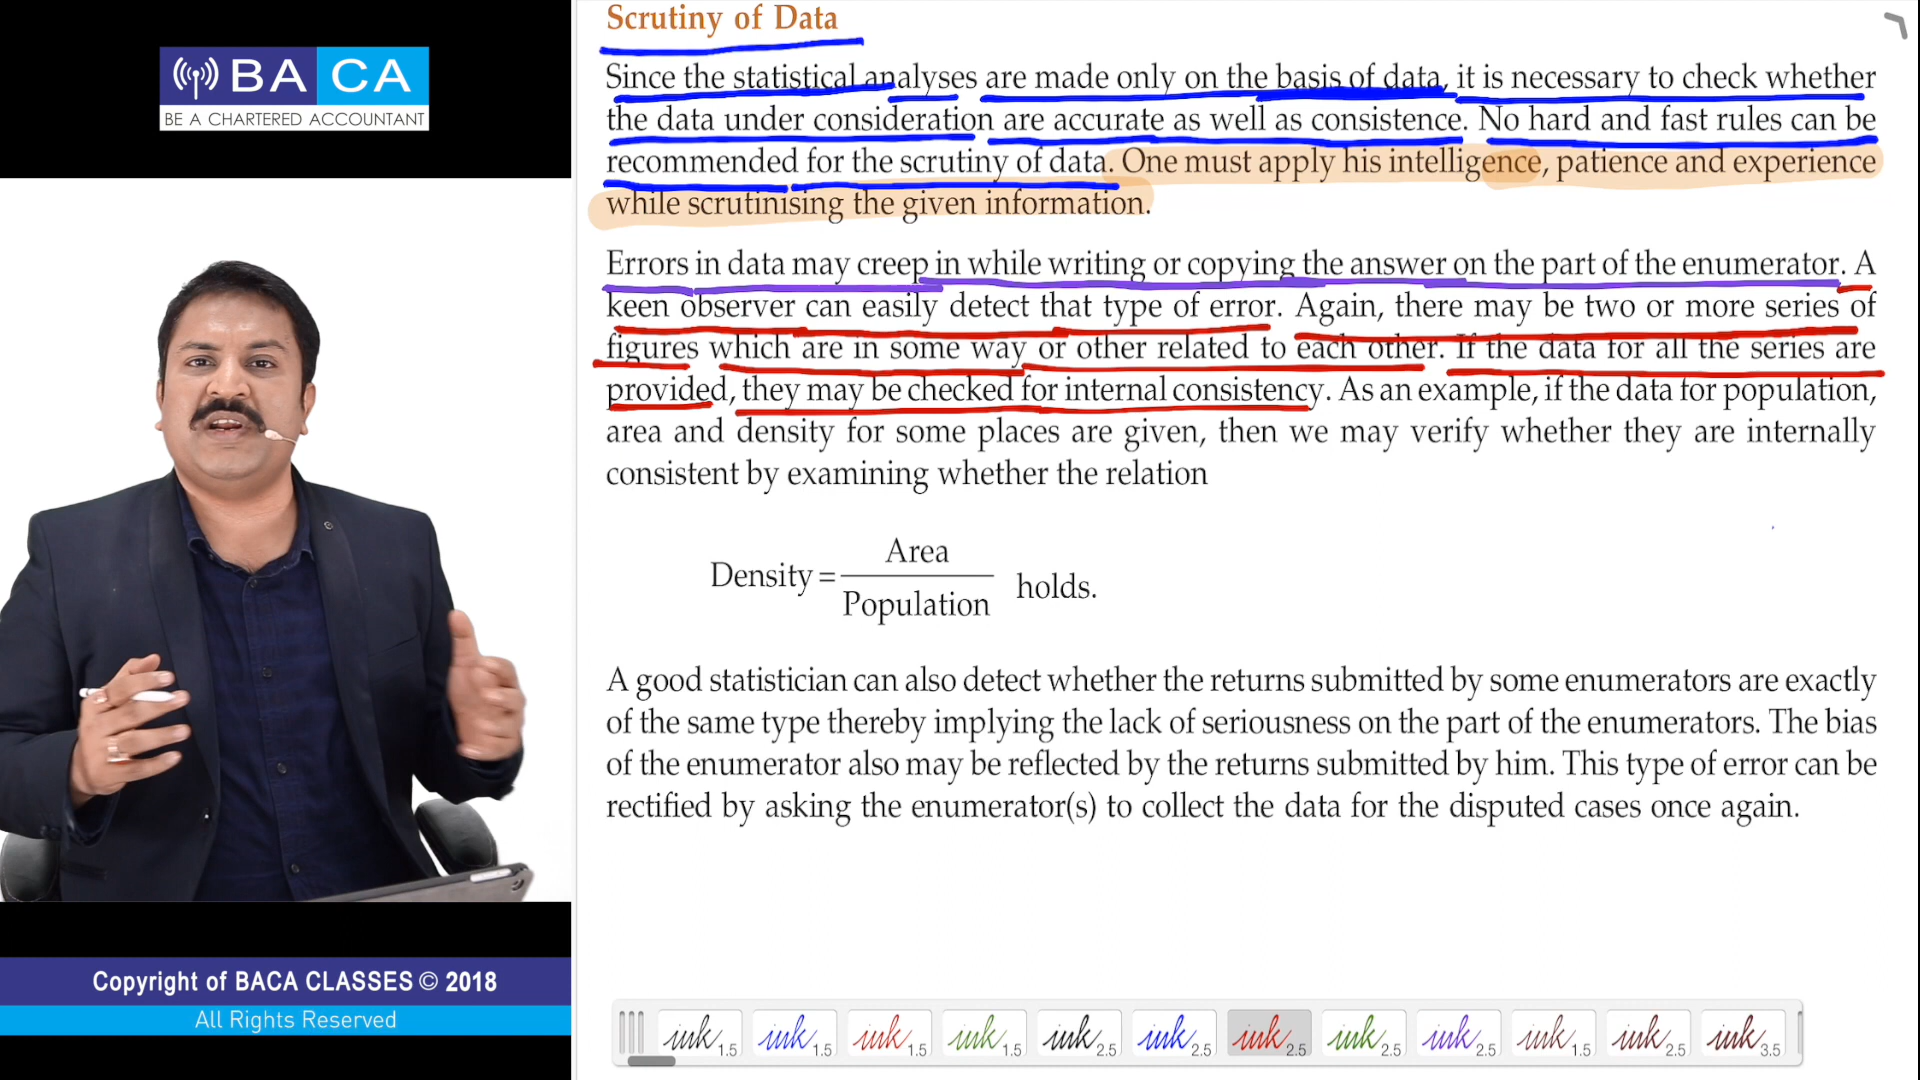 BACA
BE A CHARTERED ACCOUNTANT
Copyright of BACA CLASSES © 2018
All Rights Reserved
Scrutiny of Data
Since the statistical analyses are made only on the basis of data, it is necessary to check whether
the data under consideration are accurate as well as consistence. No hard and fast rules can be
recommended for the scrutiny of data. One must apply his intelligence, patience and experience
while scrutinising the given information.
Errors in data may creep in while writing or copying the answer on the part of the enumerator. A
keen observer can easily detect that type of error. Again, there may be two or more series of
figures which are in some way or other related to each other. If the data for all the series are
provided, they may be checked for internal consistency. As an example, if the data for population,
area and density for some places are given, then we may verify whether they are internally
consistent by examining whether the relation
Area
Density =
Population
holds.
A good statistician can also detect whether the returns submitted by some enumerators are exactly
of the same type thereby implying the lack of seriousness on the part of the enumerators. The bias
of the enumerator also may be reflected by the returns submitted by him. This type of error can be
rectified by asking the enumerator(s) to collect the data for the disputed cases once again.
ink 1.5 ink 1.5 ink 1.5 ink 1.5 ink 2.5 ink 2.5 ink 2.5 ink 2.5 ink 2.5 ink 1.5 ink 2.5 ink 3.5